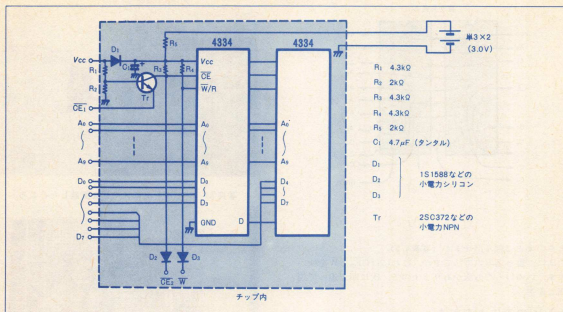 R₅
4334
4334
単3×2
(3.0V)
Vcc
D₁
C₁
+
R₁
R₂
R₃
R₄
Tr
CE₁
Vcc
CE
W/R
A₀
A₀
A₀
A₉
A₉
A₉
D₀
D₀
D₄
D₃
D₇
D₇
GND
D
D₂
D₃
CE₂
W
チップ内
R₁ 4.3kΩ
R₂ 2kΩ
R₃ 4.3kΩ
R₄ 4.3kΩ
R₅ 2kΩ
C₁ 4.7μF (タンタル)
D₁
D₂
D₃
1S1588などの
小電力シリコン
Tr
2SC372などの
小電力NPN